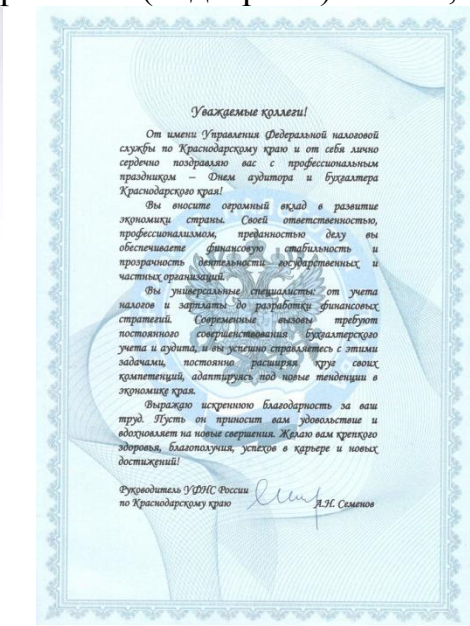 Уважаемые коллеги!
От имени Управления Федеральной налоговой
службы по Краснодарскому краю и от себя лично
сердечно поздравляю вас с профессиональным
праздником – Днем аудитора и бухгалтера
Краснодарского края!
Вы вносите огромный вклад в развитие
экономики страны. Своей ответственностью,
профессионализмом, преданностью делу вы
обеспечиваете финансовую стабильность и
прозрачность деятельности государственных и
частных организаций.
Вы универсальные специалисты: от учета
налогов и зарплаты до разработки финансовых
стратегий. Современные вызовы требуют
постоянного совершенствования бухгалтерского
учета и аудита, и вы успешно справляетесь с этими
задачами, постоянно расширяя круг своих
компетенций, адаптируясь под новые тенденции в
экономике края.
Выражаю искреннюю благодарность за ваш
труд. Пусть он приносит вам удовольствие и
вдохновляет на новые свершения. Желаю вам крепкого
здоровья, благополучия, успехов в карьере и новых
достижений!
Руководитель УФНС России
по Краснодарскому краю А.Н. Семенов